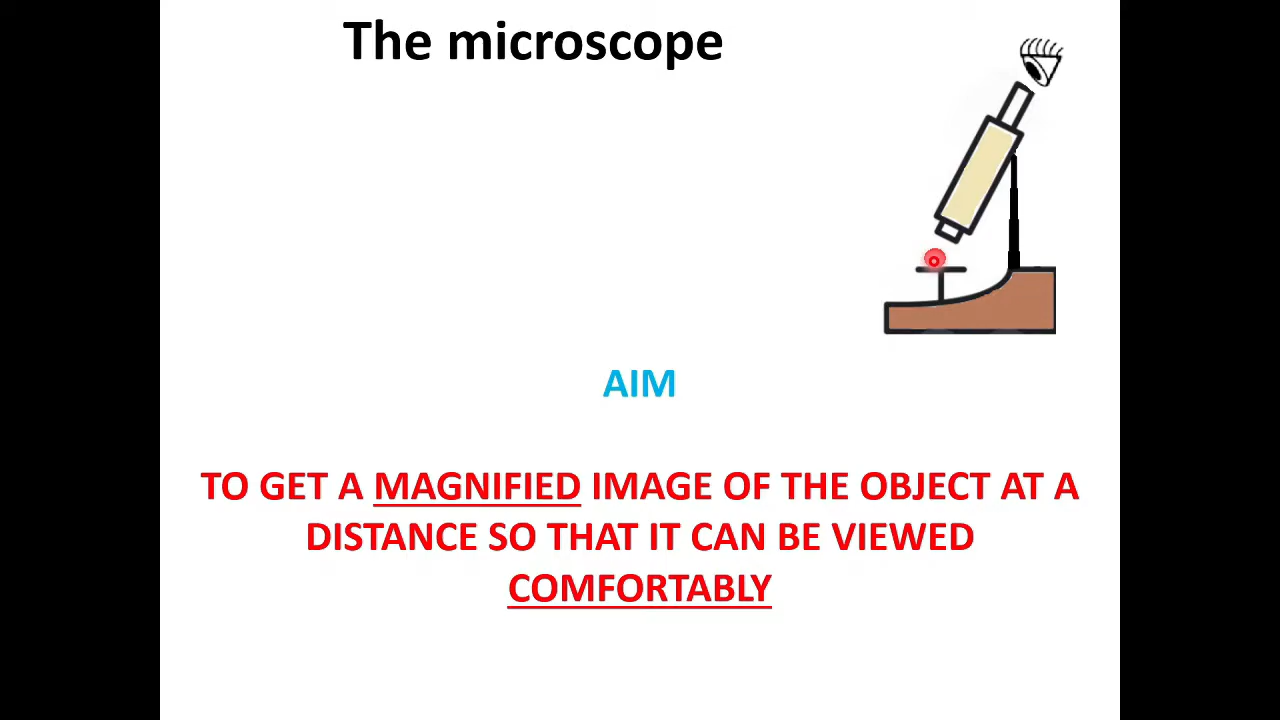 The microscope
AIM
TO GET A MAGNIFIED IMAGE OF THE OBJECT AT A
DISTANCE SO THAT IT CAN BE VIEWED
COMFORTABLY